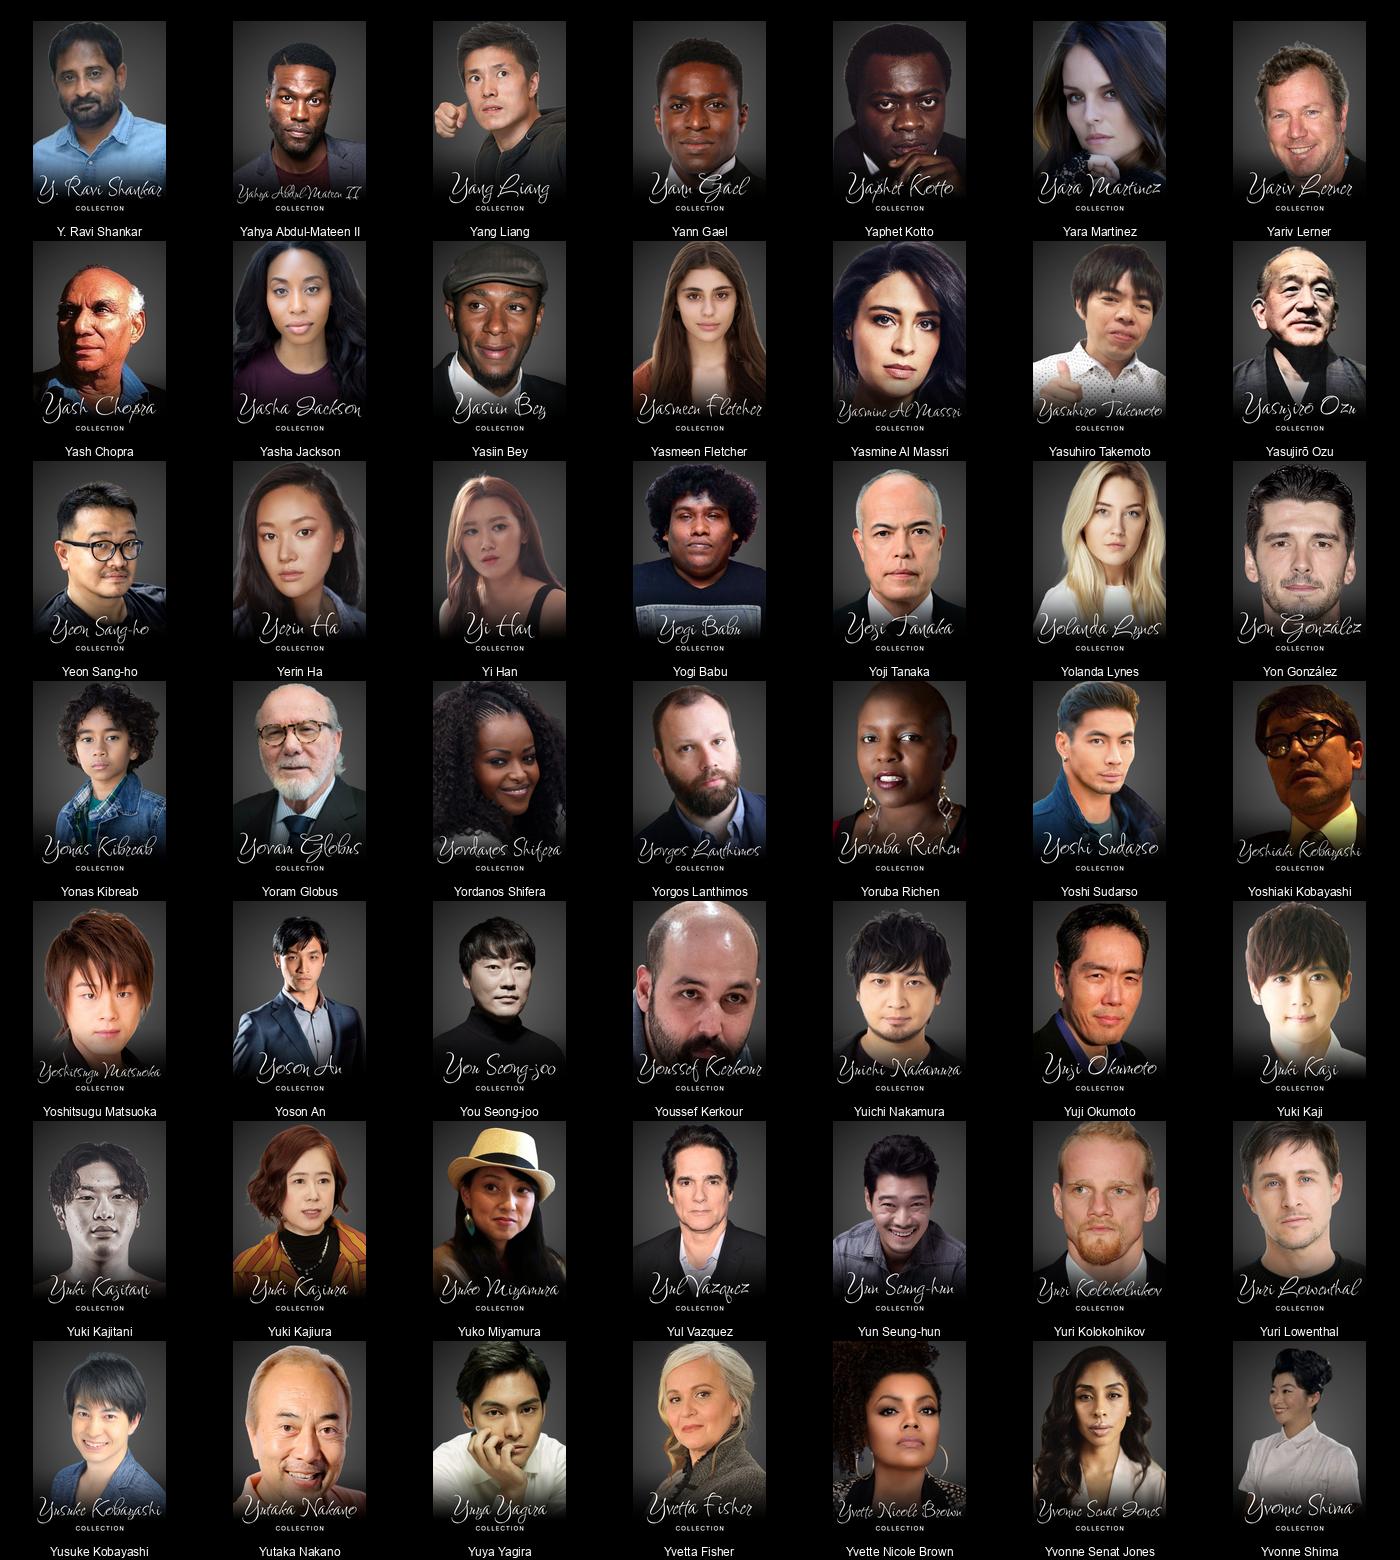 Y. Ravi Shankar Yahya Abdul-Mateen II Yang Liang Yann Gael Yaphet Kotto Yara Martinez Yariv Lerner
COLLECTION COLLECTION COLLECTION COLLECTION COLLECTION COLLECTION COLLECTION
Y. Ravi Shankar Yahya Abdul-Mateen II Yang Liang Yann Gael Yaphet Kotto Yara Martinez Yariv Lerner
Yash Chopra Yasha Jackson Yasiin Bey Yasmeen Fletcher Yasmine Al Massri Yasuhiro Takemoto Yasujirō Ozu
COLLECTION COLLECTION COLLECTION COLLECTION COLLECTION COLLECTION COLLECTION
Yash Chopra Yasha Jackson Yasiin Bey Yasmeen Fletcher Yasmine Al Massri Yasuhiro Takemoto Yasujirō Ozu
Yeon Sang-ho Yerin Ha Yi Han Yogi Babu Yoji Tanaka Yolanda Lynes Yon González
COLLECTION COLLECTION COLLECTION COLLECTION COLLECTION COLLECTION COLLECTION
Yeon Sang-ho Yerin Ha Yi Han Yogi Babu Yoji Tanaka Yolanda Lynes Yon González
Yonas Kibreab Yoram Globus Yordanos Shifera Yorgos Lanthimos Yoruba Richen Yoshi Sudarso Yoshiaki Kobayashi
COLLECTION COLLECTION COLLECTION COLLECTION COLLECTION COLLECTION COLLECTION
Yonas Kibreab Yoram Globus Yordanos Shifera Yorgos Lanthimos Yoruba Richen Yoshi Sudarso Yoshiaki Kobayashi
Yoshitsugu Matsuoka Yoson An You Seong-joo Youssef Kerkour Yuichi Nakamura Yuji Okumoto Yuki Kaji
COLLECTION COLLECTION COLLECTION COLLECTION COLLECTION COLLECTION COLLECTION
Yoshitsugu Matsuoka Yoson An You Seong-joo Youssef Kerkour Yuichi Nakamura Yuji Okumoto Yuki Kaji
Yuki Kajitani Yuki Kajiura Yuko Miyamura Yul Vazquez Yun Seung-hun Yuri Kolokolnikov Yuri Lowenthal
COLLECTION COLLECTION COLLECTION COLLECTION COLLECTION COLLECTION COLLECTION
Yuki Kajitani Yuki Kajiura Yuko Miyamura Yul Vazquez Yun Seung-hun Yuri Kolokolnikov Yuri Lowenthal
Yusuke Kobayashi Yutaka Nakano Yuya Yagira Yvetta Fisher Yvette Nicole Brown Yvonne Senat Jones Yvonne Shima
COLLECTION COLLECTION COLLECTION COLLECTION COLLECTION COLLECTION COLLECTION
Yusuke Kobayashi Yutaka Nakano Yuya Yagira Yvetta Fisher Yvette Nicole Brown Yvonne Senat Jones Yvonne Shima